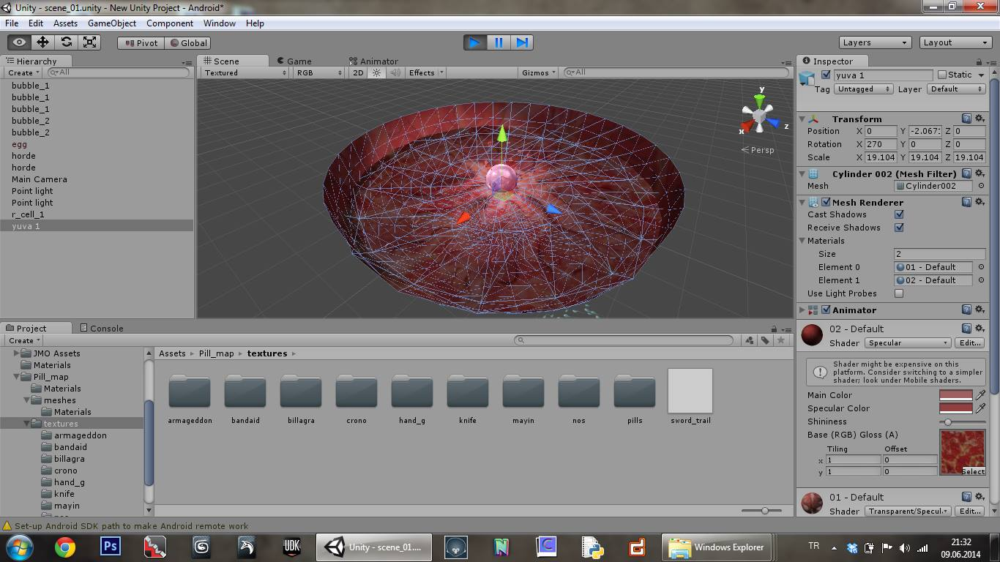 Unity - scene_01.unity - New Unity Project - Android*
File Edit Assets GameObject Component Window Help
Pivot Global Layers Layout
Hierarchy
Create All
bubble_1
bubble_1
bubble_1
bubble_2
bubble_2
egg
horde
horde
Main Camera
Point light
Point light
r_cell_1
yuva 1
Scene Game Animator
Textured RGB 2D Effects Gizmos All
y
x
z
Persp
Inspector
yuva 1 Static
Tag Untagged Layer Default
Transform
Position X 0 Y -2.067 Z 0
Rotation X 270 Y 0 Z 0
Scale X 19.104 Y 19.104 Z 19.104
Cylinder 002 (Mesh Filter)
Mesh Cylinder002
Mesh Renderer
Cast Shadows
Receive Shadows
Materials
Size 2
Element 0 01 - Default
Element 1 02 - Default
Use Light Probes
Animator
02 - Default
Shader Specular Edit...
Shader might be expensive on this
platform. Consider switching to a simpler
shader; look under Mobile shaders.
Main Color
Specular Color
Shininess
Base (RGB) Gloss (A)
Tiling Offset
x 1 0
y 1 0
Select
01 - Default
Shader Transparent/Specul Edit...
Project Console
Create
JMO Assets
Materials
Pill_map
Materials
meshes
Materials
textures
armageddon
bandaid
billagra
crono
hand_g
knife
mayin
Assets Pill_map textures
armageddon bandaid billagra crono hand_g knife mayin nos pills sword_trail
Set-up Android SDK path to make Android remote work
Ps UDK Unity - scene_01.... N C Windows Explorer TR 21:32
09.06.2014